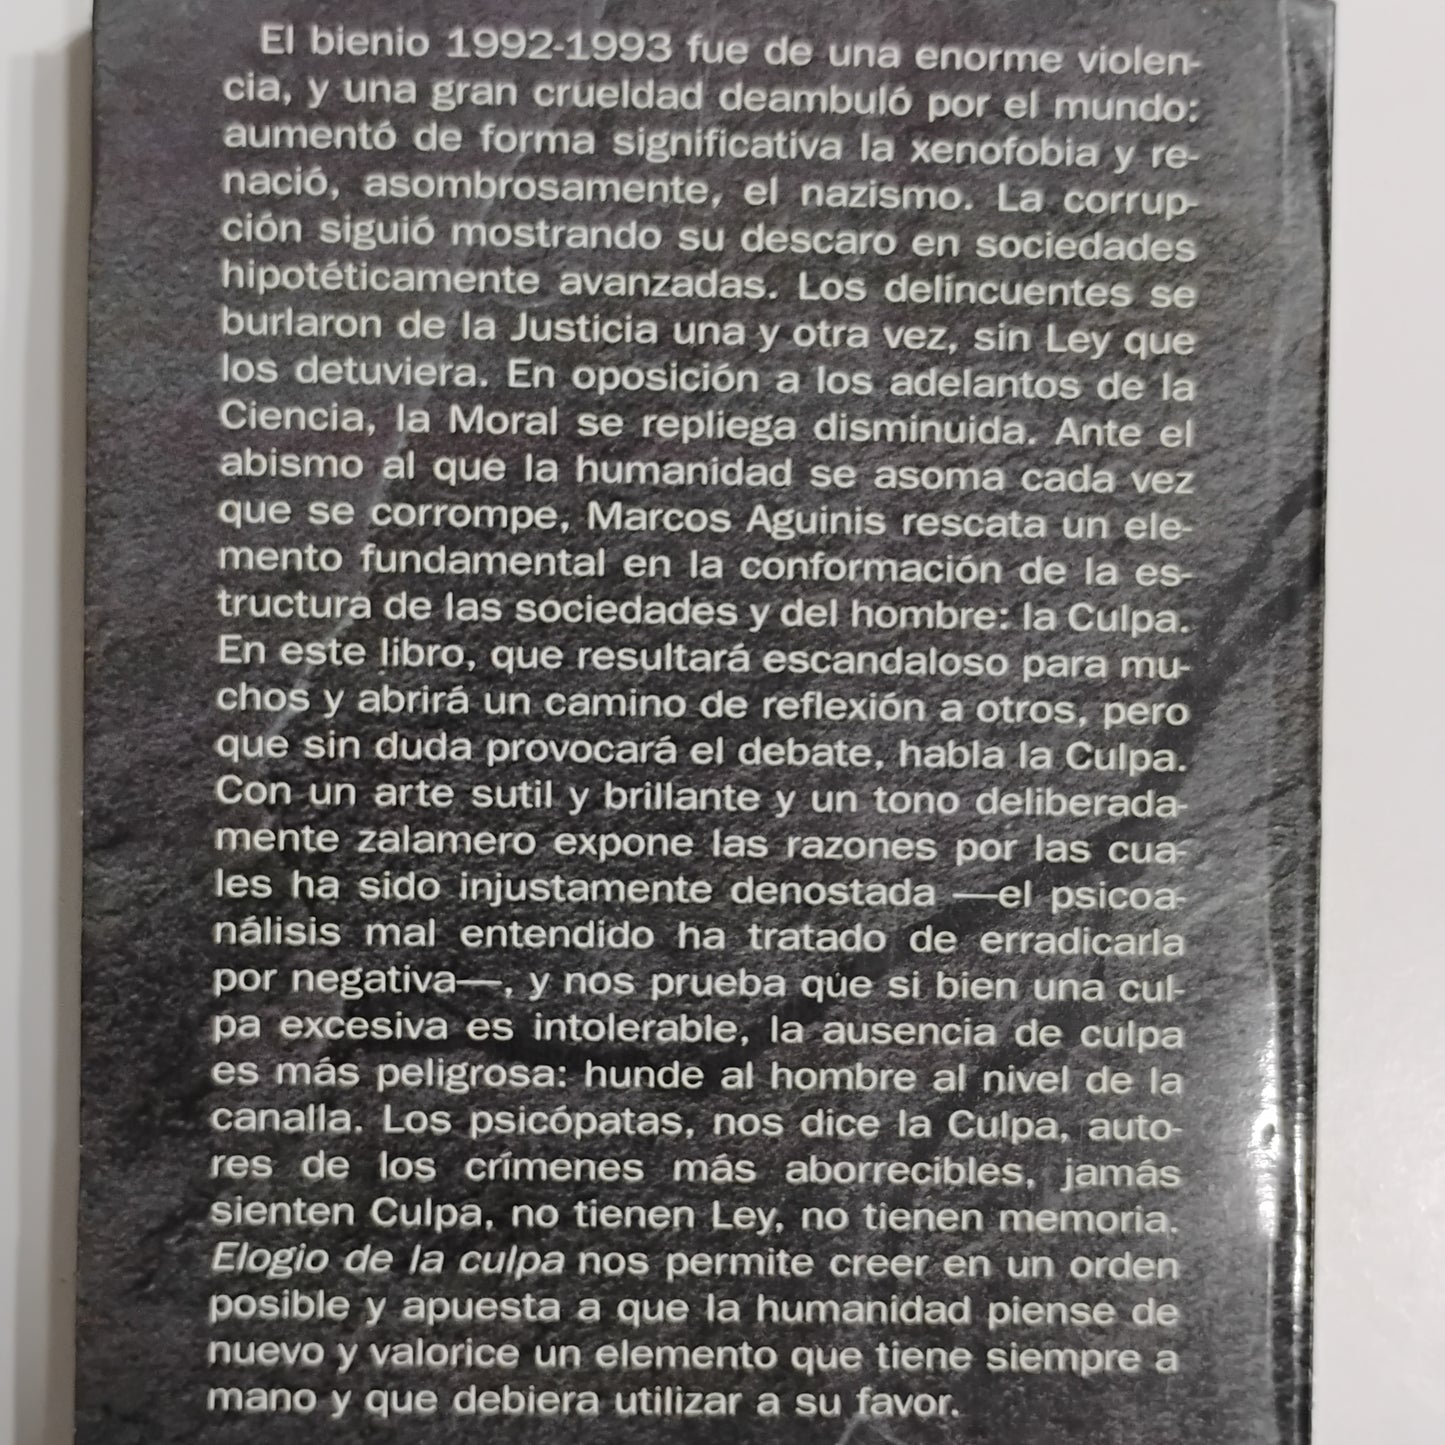 El bienio 1992-1993 fue de una enorme violen-
cia, y una gran crueldad deambuló por el mundo:
aumentó de forma significativa la xenofobia y re-
nació, asombrosamente, el nazismo. La corrup-
ción siguió mostrando su descaro en sociedades
hipotéticamente avanzadas. Los delincuentes se
burlaron de la Justicia una y otra vez, sin Ley que
los detuviera. En oposición a los adelantos de la
Ciencia, la Moral se repliega disminuida. Ante el
abismo al que la humanidad se asoma cada vez
que se corrompe, Marcos Aguinis rescata un ele-
mento fundamental en la conformación de la es-
tructura de las sociedades y del hombre: la Culpa.
En este libro, que resultará escandaloso para mu-
chos y abrirá un camino de reflexión a otros, pero
que sin duda provocará el debate, habla la Culpa.
Con un arte sutil y brillante y un tono deliberada-
mente zalamero expone las razones por las cua-
les ha sido injustamente denostada —el psicoa-
nálisis mal entendido ha tratado de erradicarla
por negativa—, y nos prueba que si bien una cul-
pa excesiva es intolerable, la ausencia de culpa
es más peligrosa: hunde al hombre al nivel de la
canalla. Los psicópatas, nos dice la Culpa, auto-
res de los crímenes más aborrecibles, jamás
sienten Culpa, no tienen Ley, no tienen memoria.
Elogio de la culpa nos permite creer en un orden
posible y apuesta a que la humanidad piense de
nuevo y valorice un elemento que tiene siempre a
mano y que debiera utilizar a su favor.